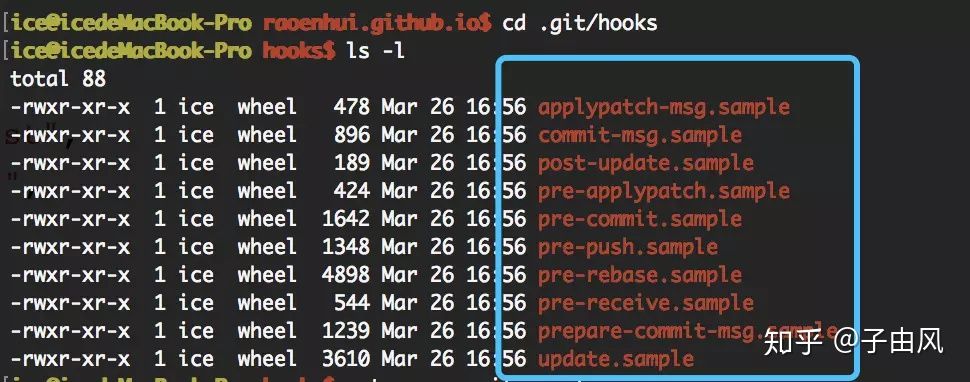 [ice@icedeMacBook-Pro raoenhui.github.io$ cd .git/hooks
[ice@icedeMacBook-Pro hooks$ ls -l
total 88
-rwxr-xr-x 1 ice wheel 478 Mar 26 16:56 applypatch-msg.sample
-rwxr-xr-x 1 ice wheel 896 Mar 26 16:56 commit-msg.sample
-rwxr-xr-x 1 ice wheel 189 Mar 26 16:56 post-update.sample
-rwxr-xr-x 1 ice wheel 424 Mar 26 16:56 pre-applypatch.sample
-rwxr-xr-x 1 ice wheel 1642 Mar 26 16:56 pre-commit.sample
-rwxr-xr-x 1 ice wheel 1348 Mar 26 16:56 pre-push.sample
-rwxr-xr-x 1 ice wheel 4898 Mar 26 16:56 pre-rebase.sample
-rwxr-xr-x 1 ice wheel 544 Mar 26 16:56 pre-receive.sample
-rwxr-xr-x 1 ice wheel 1239 Mar 26 16:56 prepare-commit-msg.sample
-rwxr-xr-x 1 ice wheel 3610 Mar 26 16:56 update.sample
知乎 @子由风